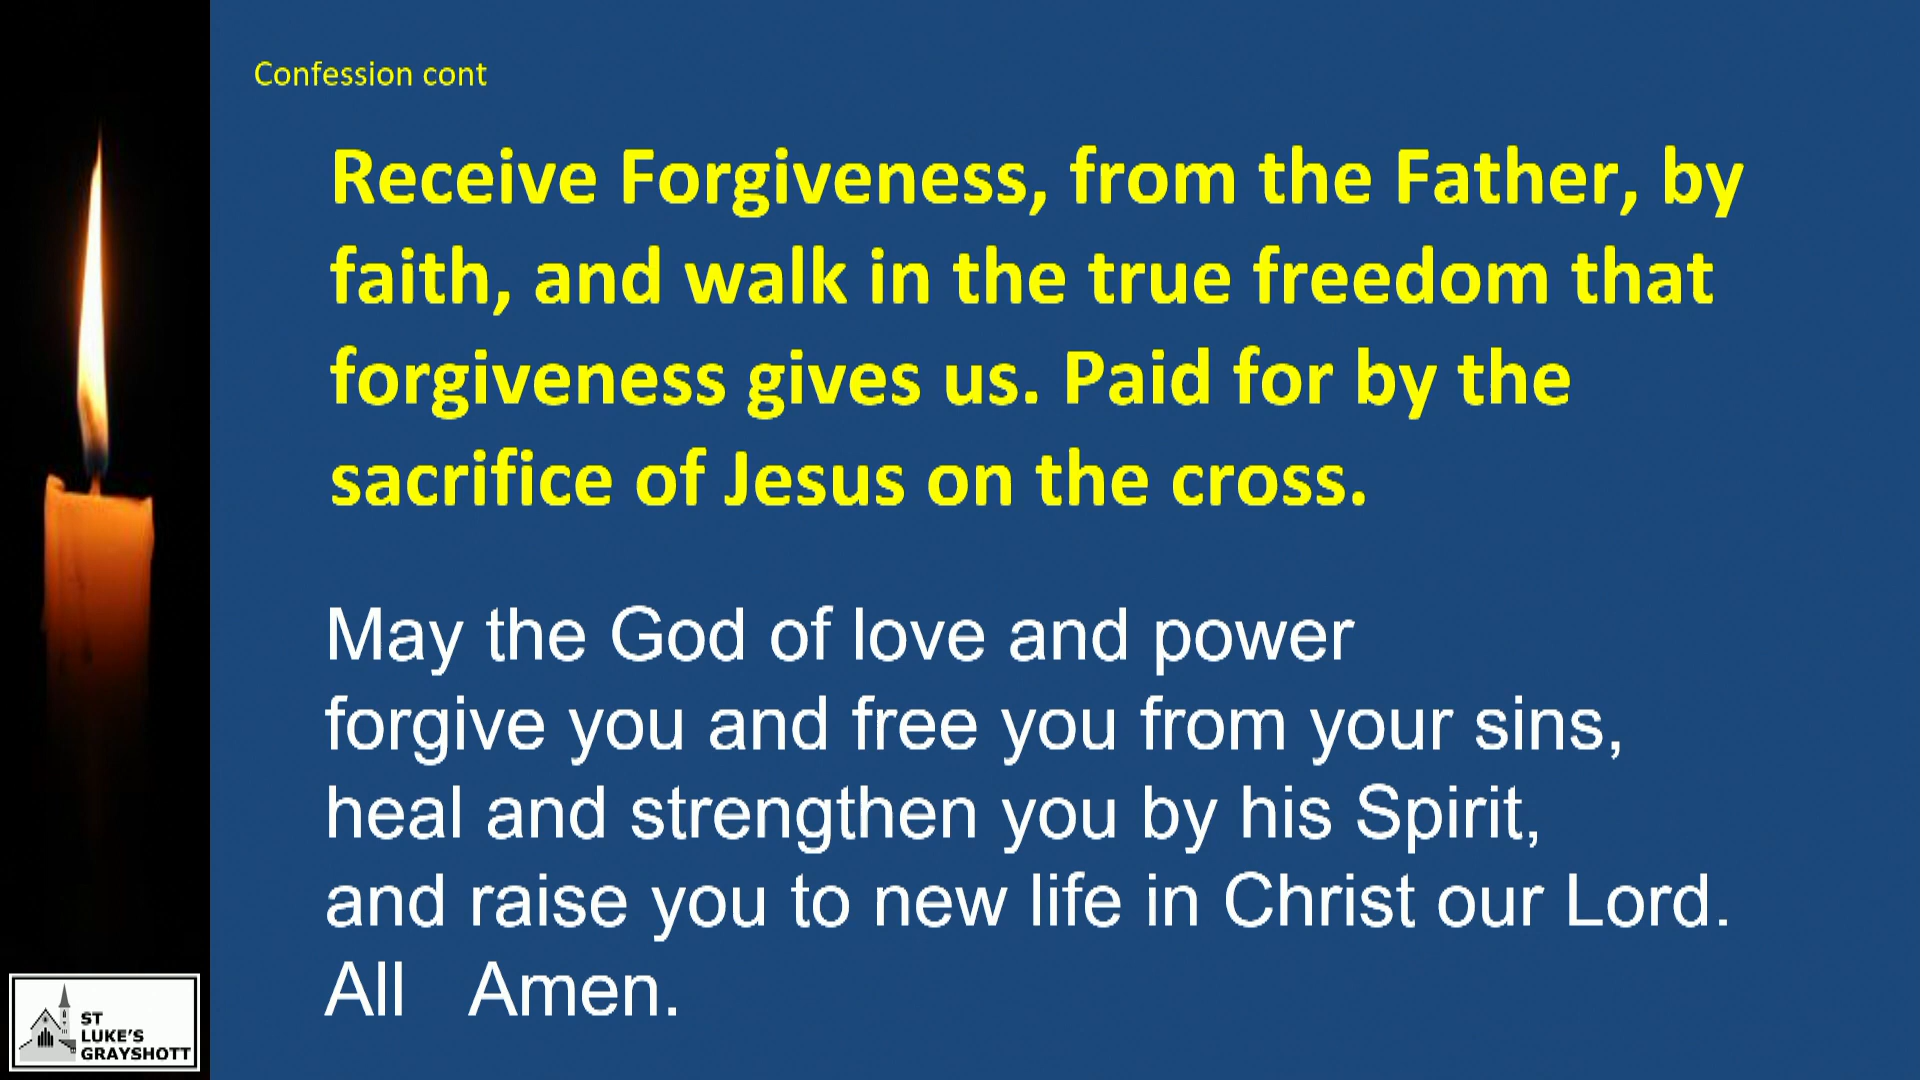 Confession cont
Receive Forgiveness, from the Father, by
faith, and walk in the true freedom that
forgiveness gives us. Paid for by the
sacrifice of Jesus on the cross.
May the God of love and power
forgive you and free you from your sins,
heal and strengthen you by his Spirit,
and raise you to new life in Christ our Lord.
All   Amen.
ST
LUKE'S
GRAYSHOTT